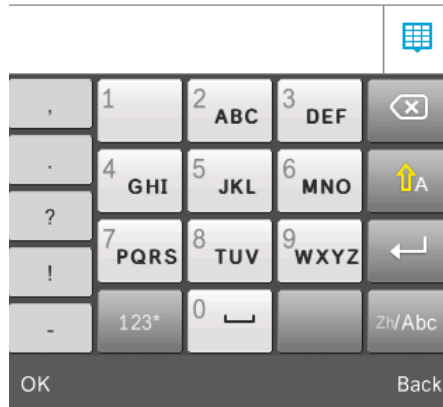 , 1 2 ABC 3 DEF
. 4 GHI 5 JKL 6 MNO A
? 7 PQRS 8 TUV 9 WXYZ
!
- 123* 0 Zh/Abc
OK Back